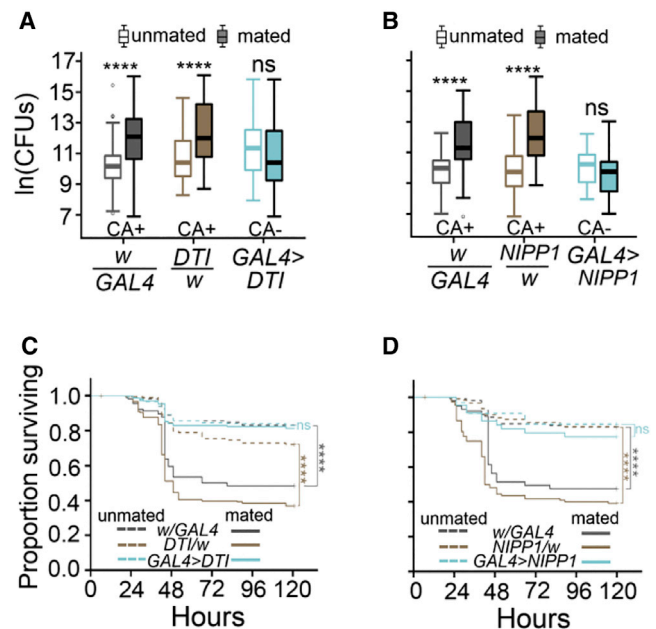 A
unmated mated
ln(CFUs)
17
15
13
11
9
7
**** **** ns
CA+ CA+ CA-
w DTI GAL4>
GAL4 w DTI
B
unmated mated
**** **** ns
CA+ CA+ CA-
w NIPP1 GAL4>
GAL4 w NIPP1
C
Proportion surviving
1.0
0.8
0.6
0.4
0.2
0.0
ns
****
****
unmated mated
w/GAL4
DTI/w
GAL4>DTI
0 24 48 72 96 120
Hours
D
ns
****
****
unmated mated
w/GAL4
NIPP1/w
GAL4>NIPP1
0 24 48 72 96 120
Hours